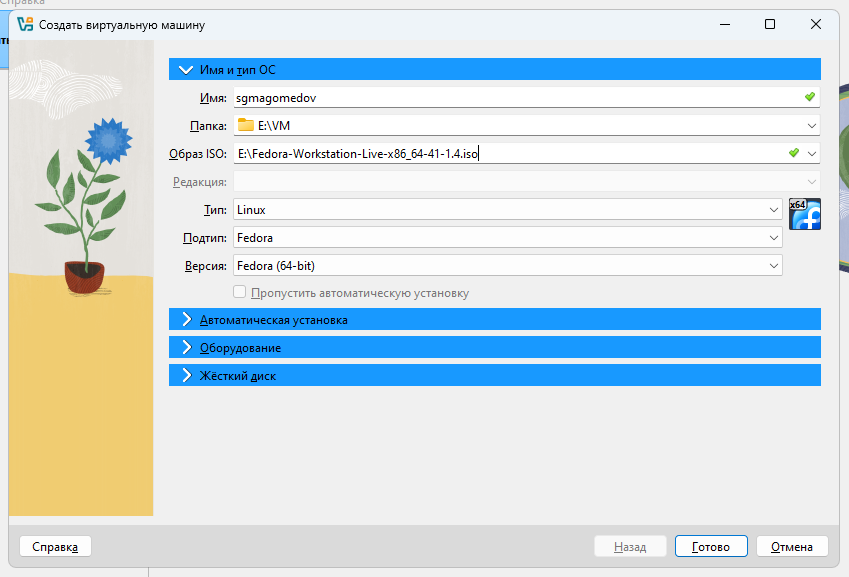 Справка
Создать виртуальную машину
Имя и тип ОС
Имя: sgmagomedov
Папка: E:\VM
Образ ISO: E:\Fedora-Workstation-Live-x86_64-41-1.4.iso
Редакция:
Тип: Linux
x64
Подтип: Fedora
Версия: Fedora (64-bit)
Пропустить автоматическую установку
Автоматическая установка
Оборудование
Жёсткий диск
Справка Назад Готово Отмена